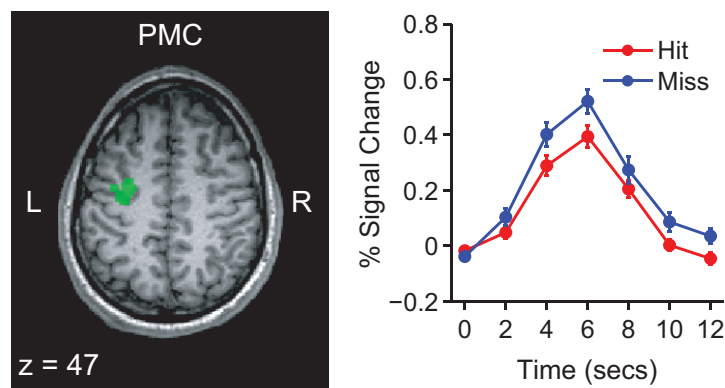 PMC
L
R
z = 47
% Signal Change
0.8
0.6
0.4
0.2
0
−0.2
Hit
Miss
0 2 4 6 8 10 12
Time (secs)